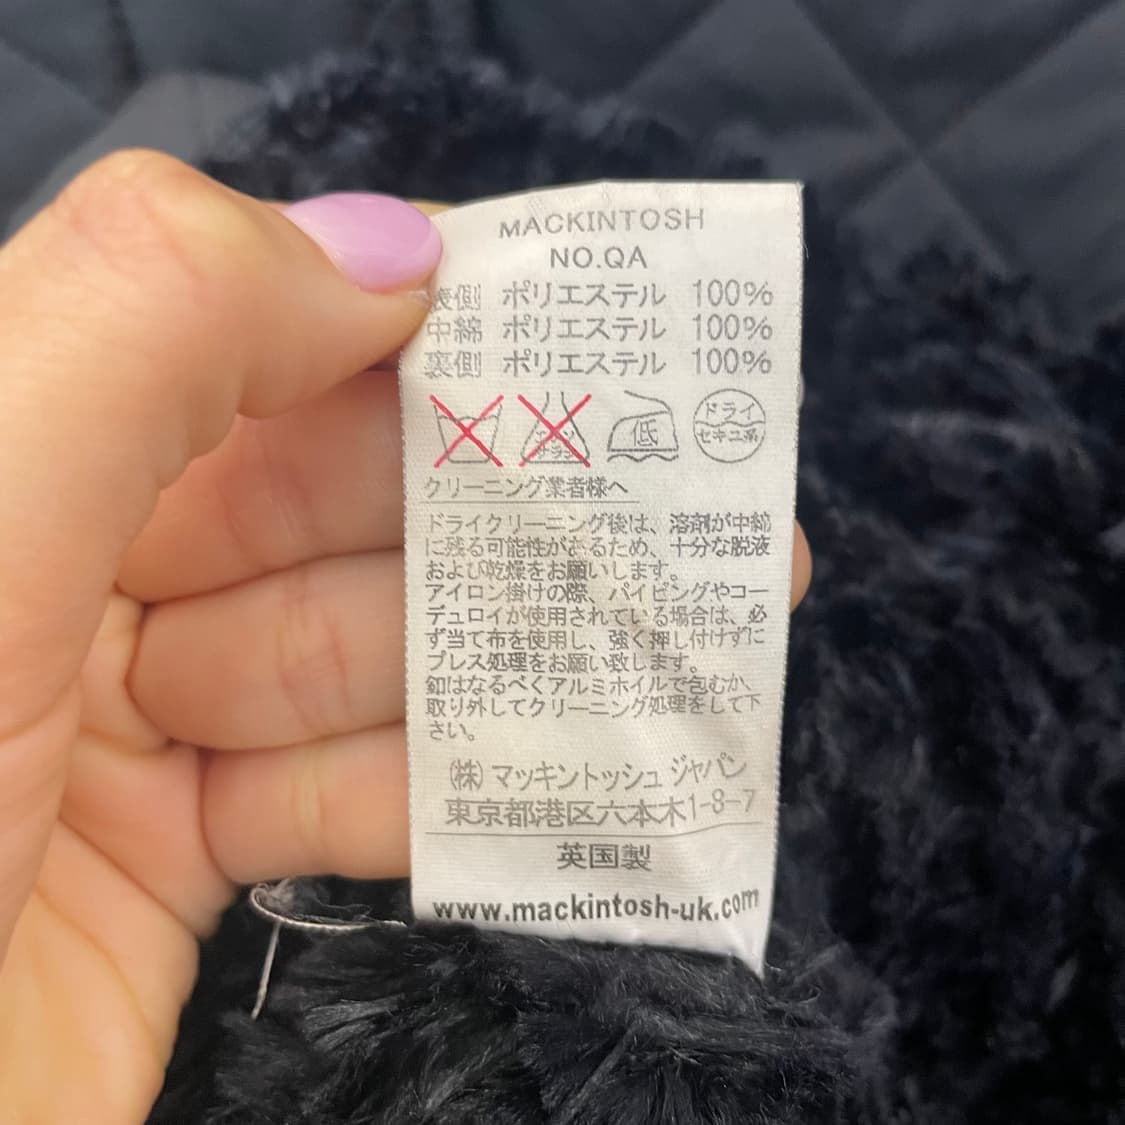 MACKINTOSH
NO.QA
表側 ポリエステル 100%
中綿 ポリエステル 100%
裏側 ポリエステル 100%
エンソ
サラシ
低
ドライ
セキユ系
クリーニング業者様へ
ドライクリーニング後は、溶剤が中綿
に残る可能性があるため、十分な脱液
および乾燥をお願いします。
アイロン掛けの際、パイピングやコー
デュロイが使用されている場合は、必
ず当て布を使用し、強く押し付けずに
プレス処理をお願い致します。
釦はなるべくアルミホイルで包むか、
取り外してクリーニング処理をして下
さい。
(株) マッキントッシュ ジャパン
東京都港区六本木1-8-7
英国製
www.mackintosh-uk.com